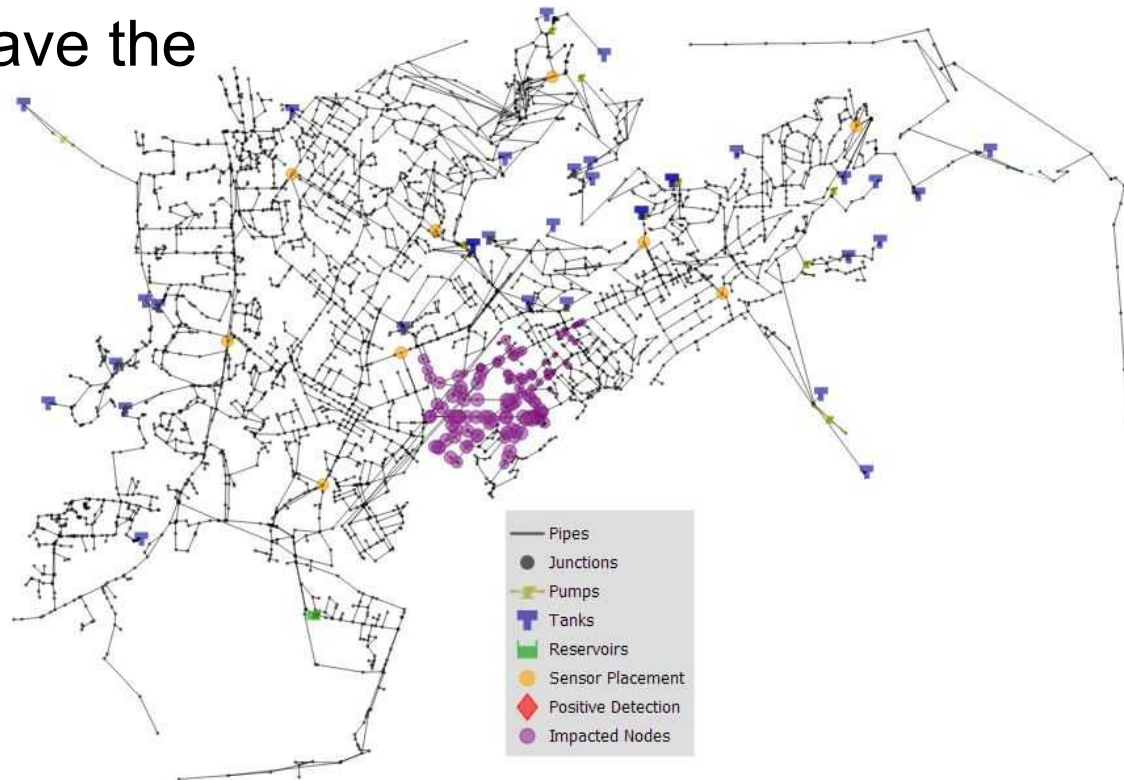 ave the
Pipes
Junctions
Pumps
Tanks
Reservoirs
Sensor Placement
Positive Detection
Impacted Nodes